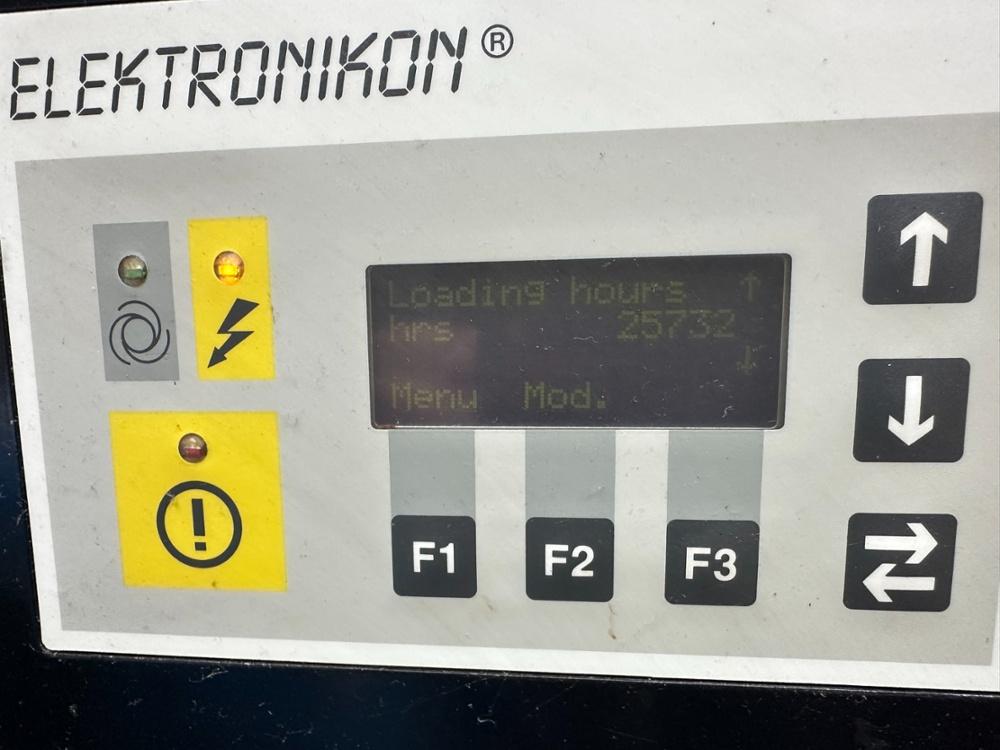 ELEKTRONIKON®
Loading hours ↑
hrs 25732
↓
Menu Mod.
F1 F2 F3